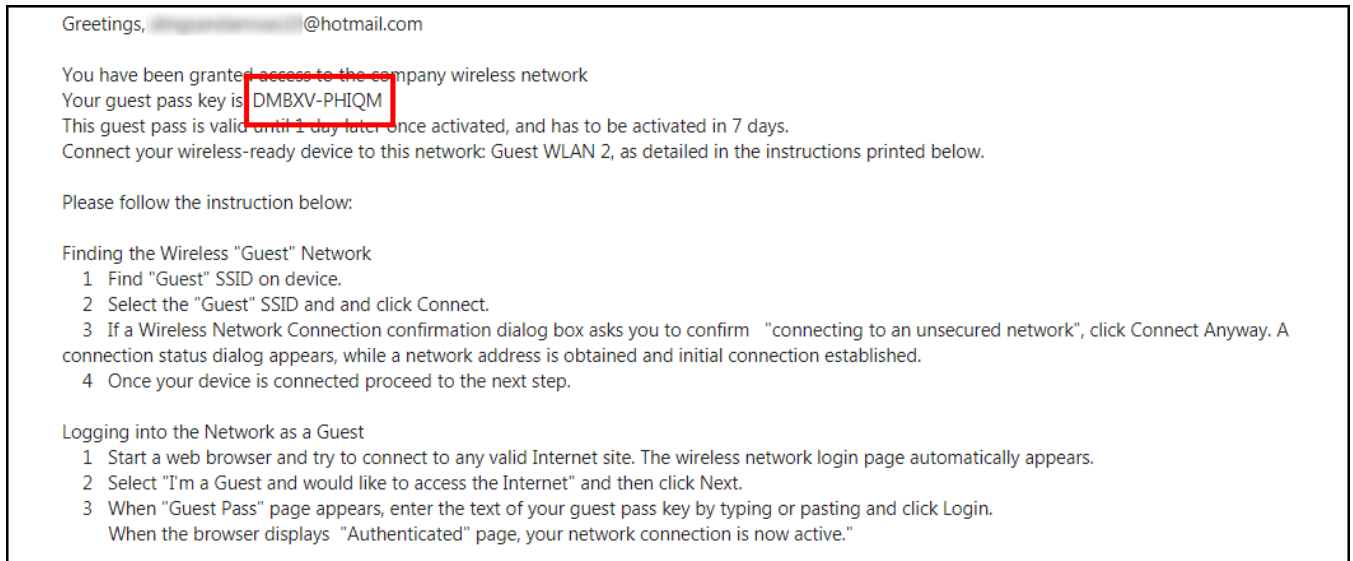 Greetings, @hotmail.com
You have been granted access to the company wireless network
Your guest pass key is DMBXV-PHIQM
This guest pass is valid until 1 day later once activated, and has to be activated in 7 days.
Connect your wireless-ready device to this network: Guest WLAN 2, as detailed in the instructions printed below.
Please follow the instruction below:
Finding the Wireless "Guest" Network
1 Find "Guest" SSID on device.
2 Select the "Guest" SSID and and click Connect.
3 If a Wireless Network Connection confirmation dialog box asks you to confirm "connecting to an unsecured network", click Connect Anyway. A
connection status dialog appears, while a network address is obtained and initial connection established.
4 Once your device is connected proceed to the next step.
Logging into the Network as a Guest
1 Start a web browser and try to connect to any valid Internet site. The wireless network login page automatically appears.
2 Select "I'm a Guest and would like to access the Internet" and then click Next.
3 When "Guest Pass" page appears, enter the text of your guest pass key by typing or pasting and click Login.
When the browser displays "Authenticated" page, your network connection is now active."